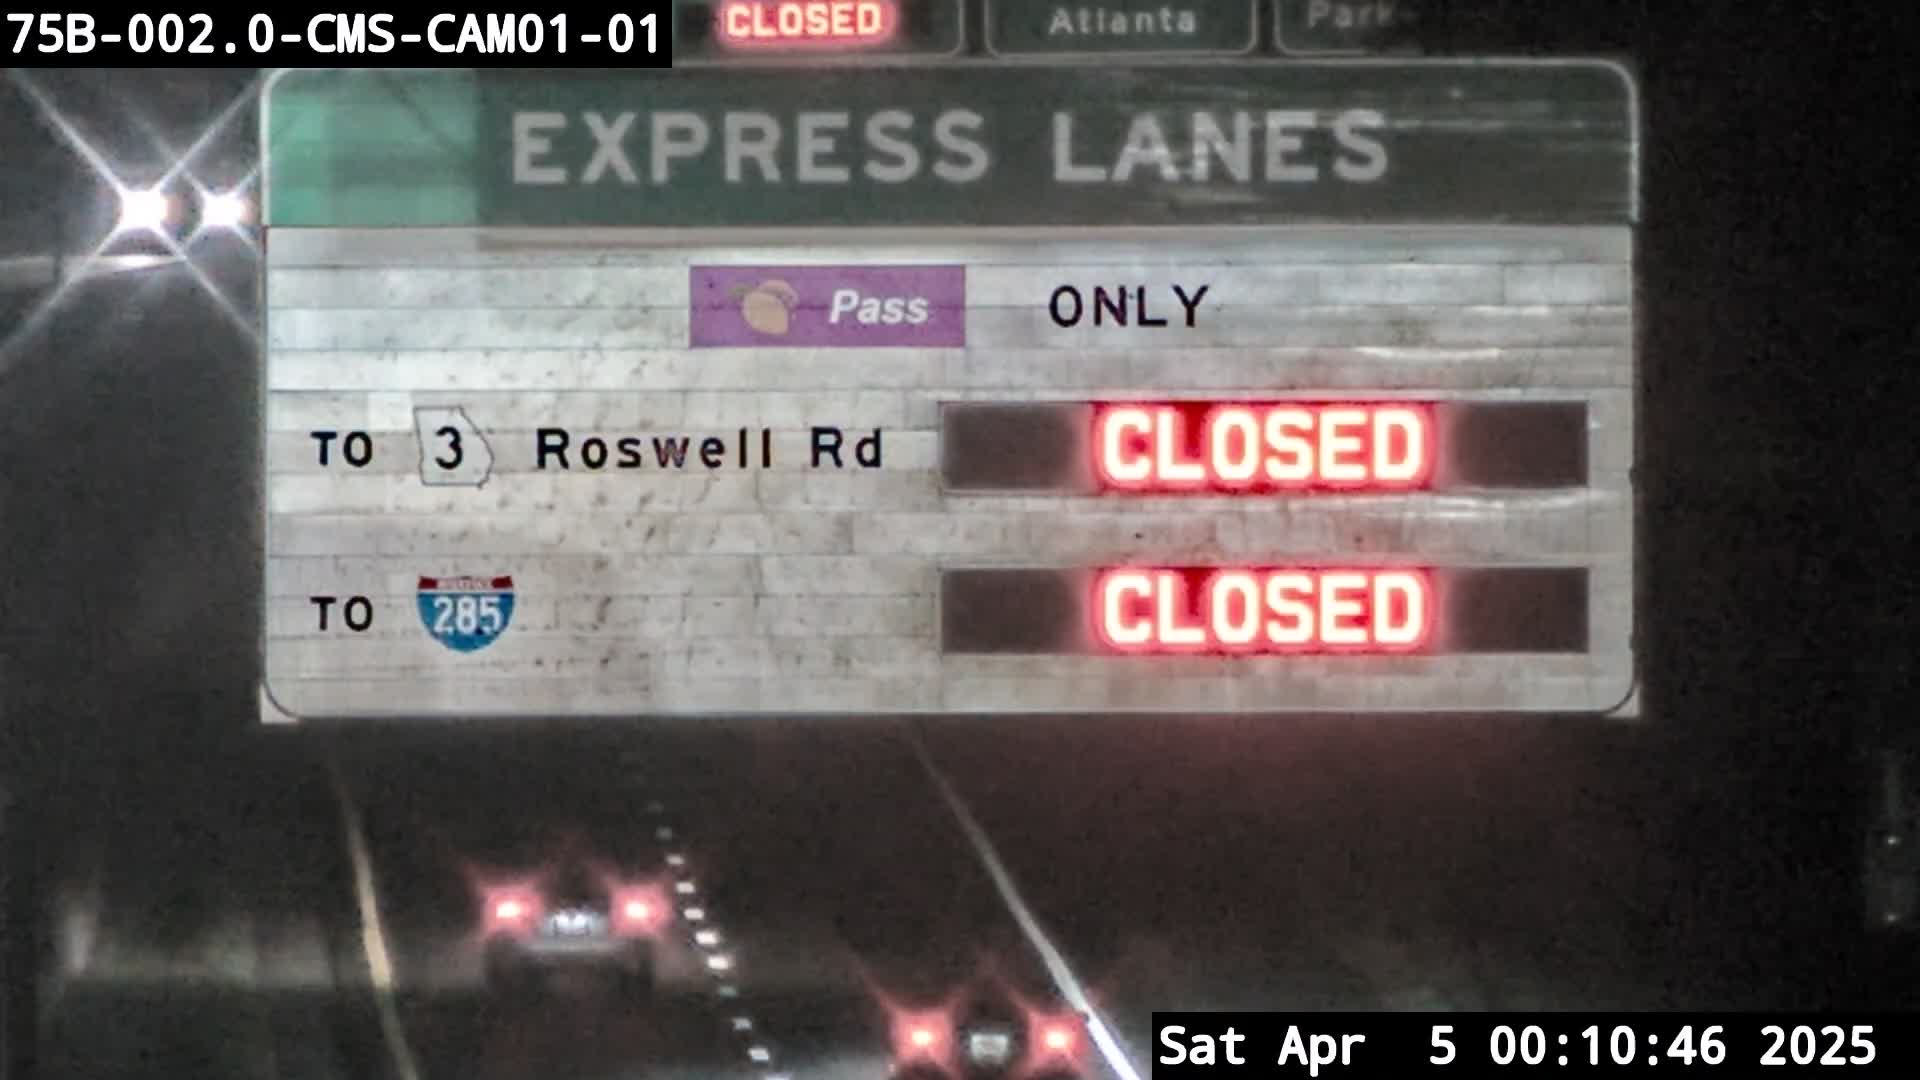 75B-002.0-CMS-CAM01-01
CLOSED
Atlanta
Park-
EXPRESS LANES
Pass ONLY
TO 3 Roswell Rd CLOSED
TO 285 CLOSED
Sat Apr 5 00:10:46 2025